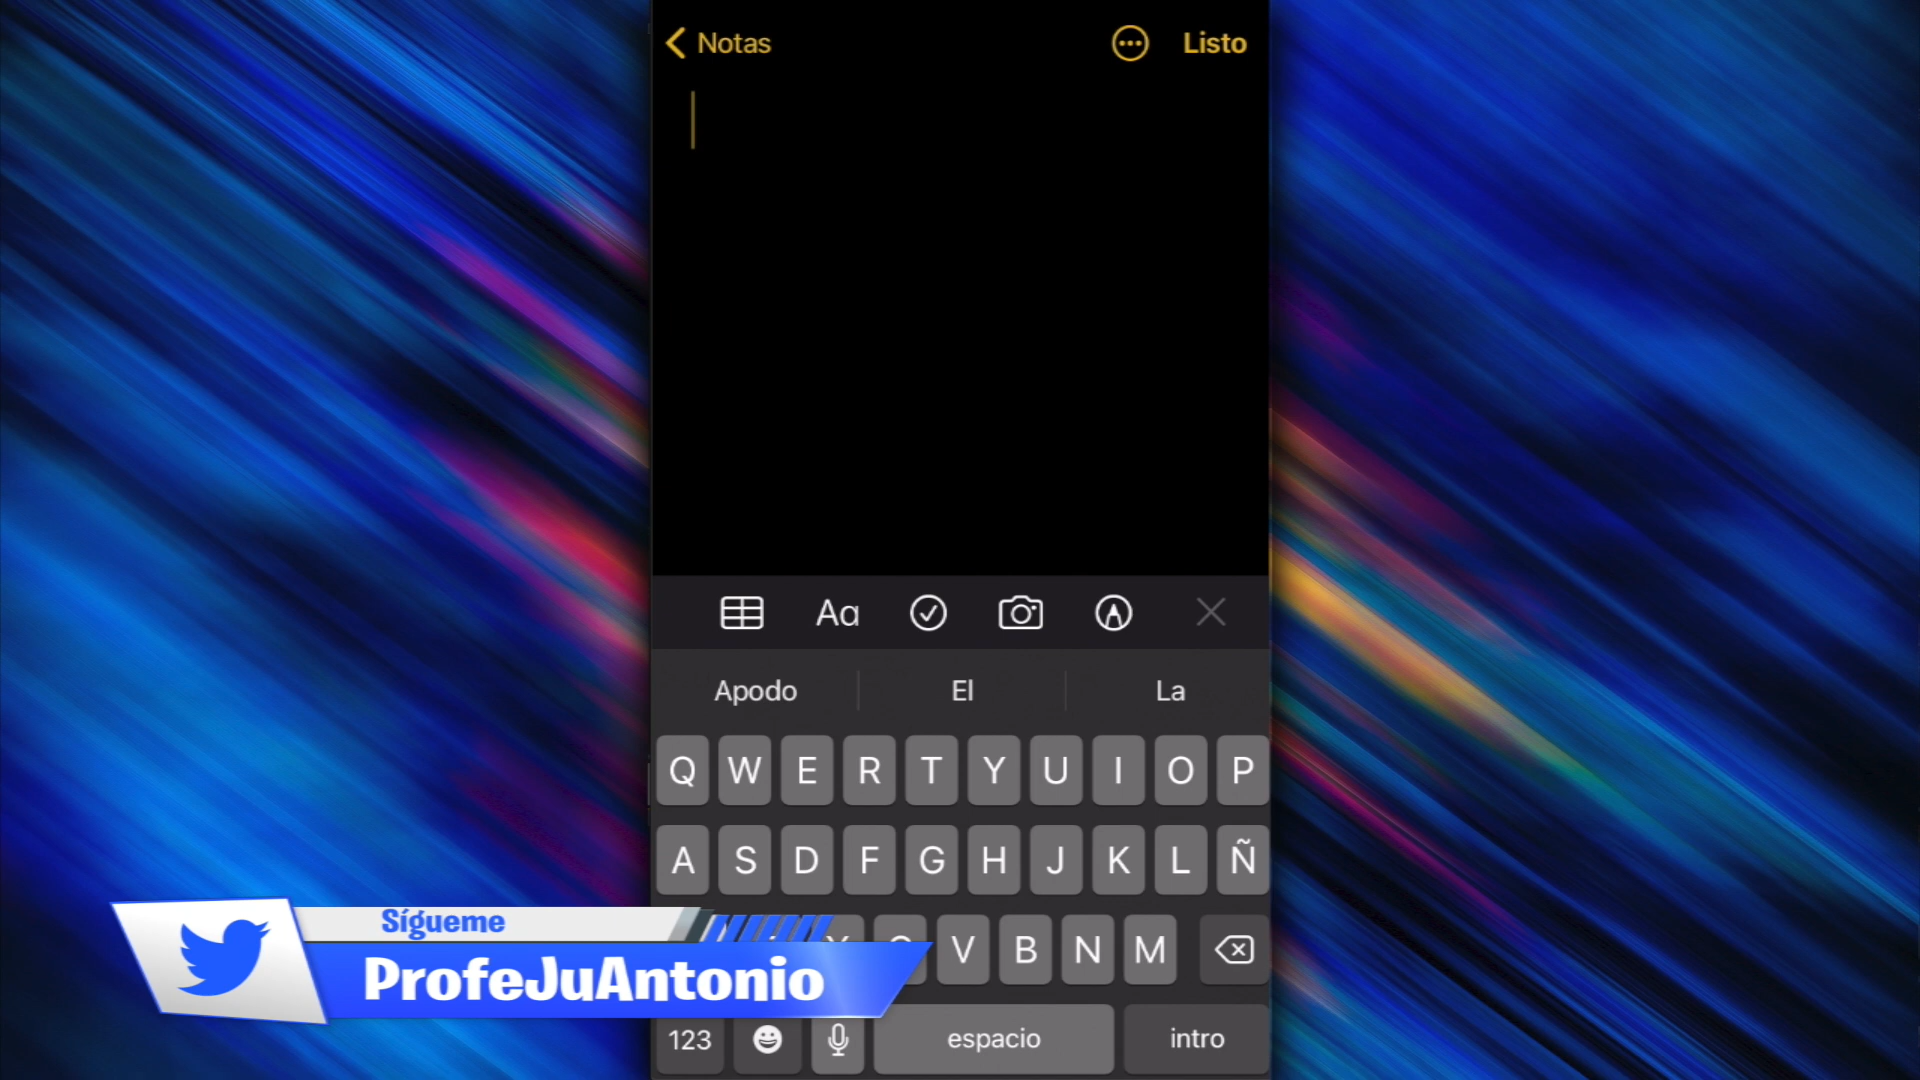 Notas Listo
Aa
Apodo El La
Q W E R T Y U I O P
A S D F G H J K L Ñ
V B N M
Sígueme
ProfeJuAntonio
123 espacio intro